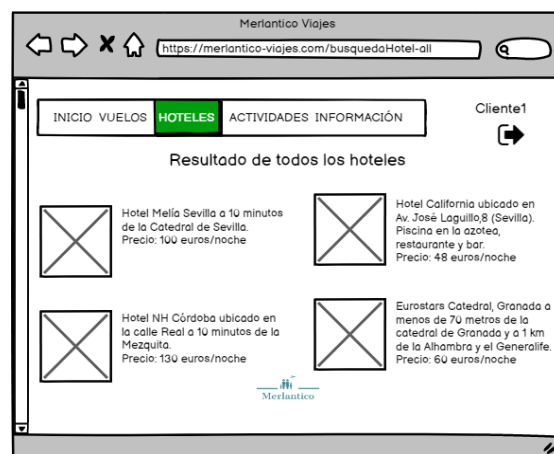 Merlantico Viajes
https://merlantico-viajes.com/busquedaHotel-all
INICIO VUELOS HOTELES ACTIVIDADES INFORMACIÓN
Cliente1
Resultado de todos los hoteles
Hotel Melía Sevilla a 10 minutos
de la Catedral de Sevilla.
Precio: 100 euros/noche
Hotel California ubicado en
Av. José Laguillo,8 (Sevilla).
Piscina en la azotea,
restaurante y bar.
Precio: 48 euros/noche
Hotel NH Córdoba ubicado en
la calle Real a 10 minutos de la
Mezquita.
Precio: 130 euros/noche
Eurostars Catedral, Granada a
menos de 70 metros de la
catedral de Granada y a 1 km
de la Alhambra y el Generalife.
Precio: 60 euros/noche
Merlantico